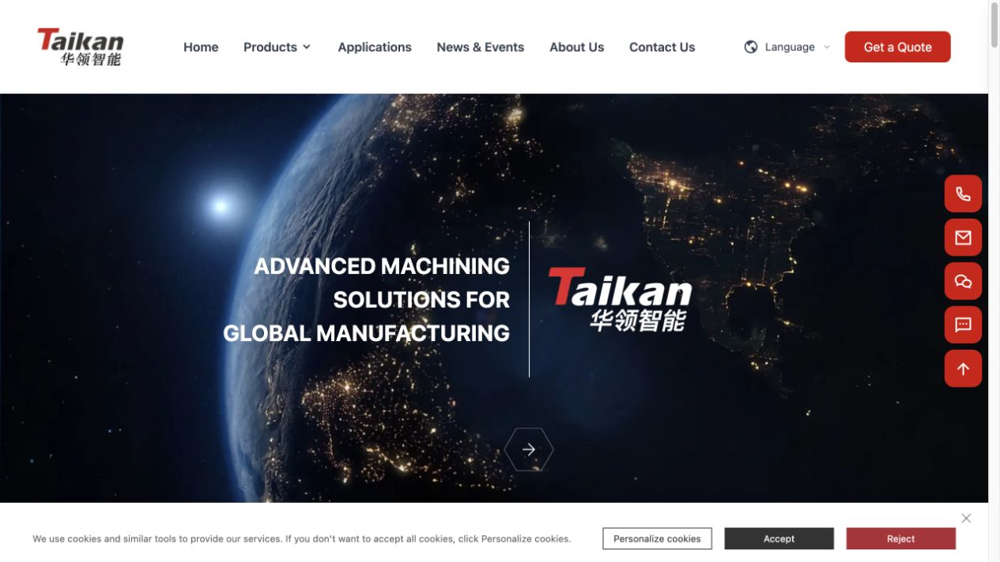 Taikan
华领智能
Home
Products
Applications
News & Events
About Us
Contact Us
Language
Get a Quote
ADVANCED MACHINING
SOLUTIONS FOR
GLOBAL MANUFACTURING
Taikan
华领智能
We use cookies and similar tools to provide our services. If you don't want to accept all cookies, click Personalize cookies.
Personalize cookies
Accept
Reject